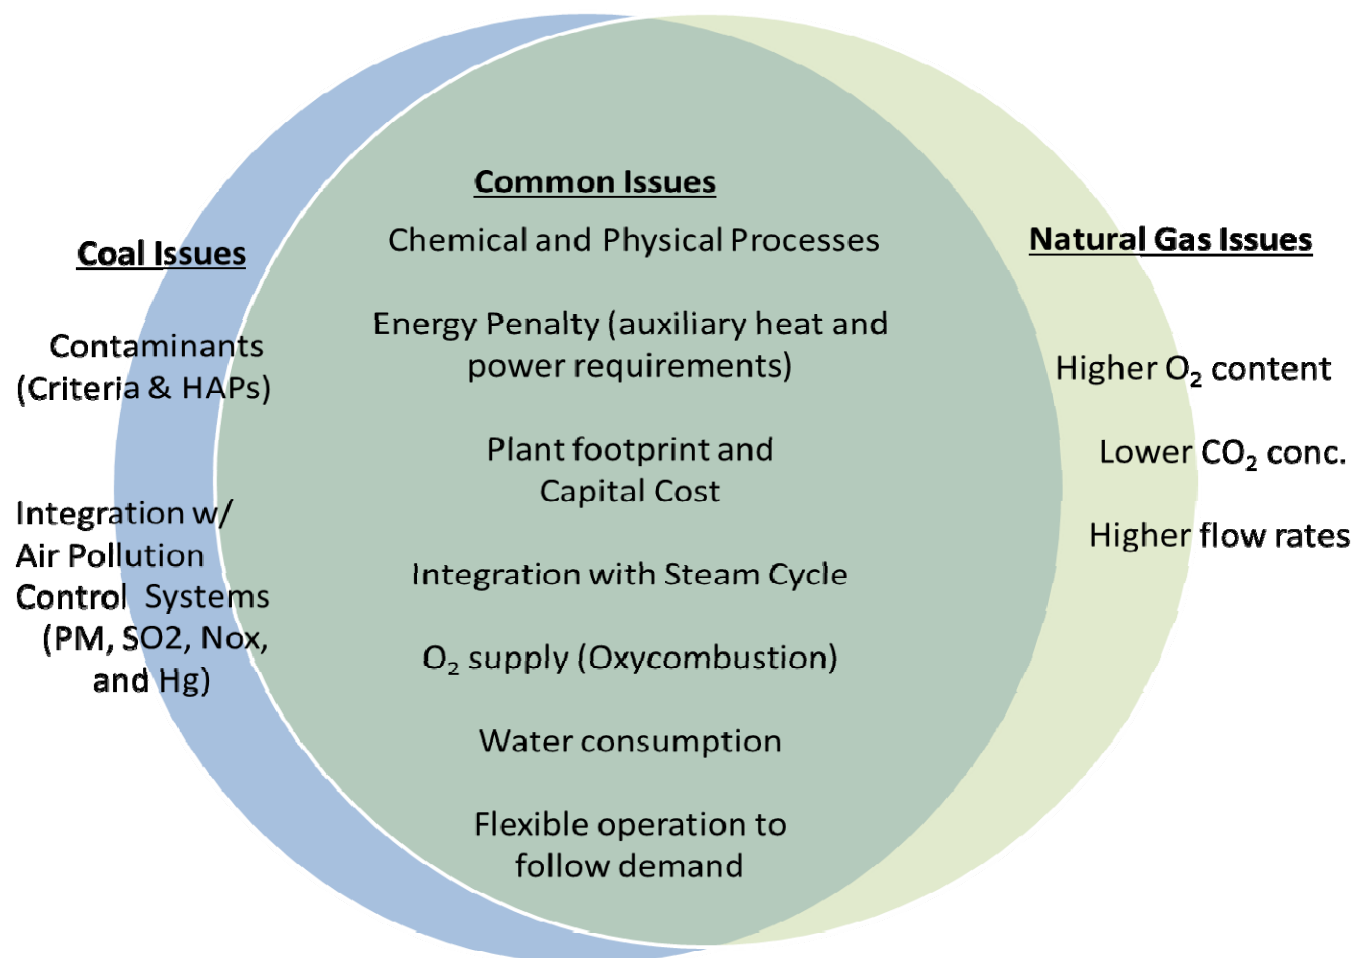 Coal Issues
Contaminants
(Criteria & HAPs)
Integration w/
Air Pollution
Control Systems
(PM, SO2, Nox,
and Hg)
Common Issues
Chemical and Physical Processes
Energy Penalty (auxiliary heat and
power requirements)
Plant footprint and
Capital Cost
Integration with Steam Cycle
O₂ supply (Oxycombustion)
Water consumption
Flexible operation to
follow demand
Natural Gas Issues
Higher O₂ content
Lower CO₂ conc.
Higher flow rates